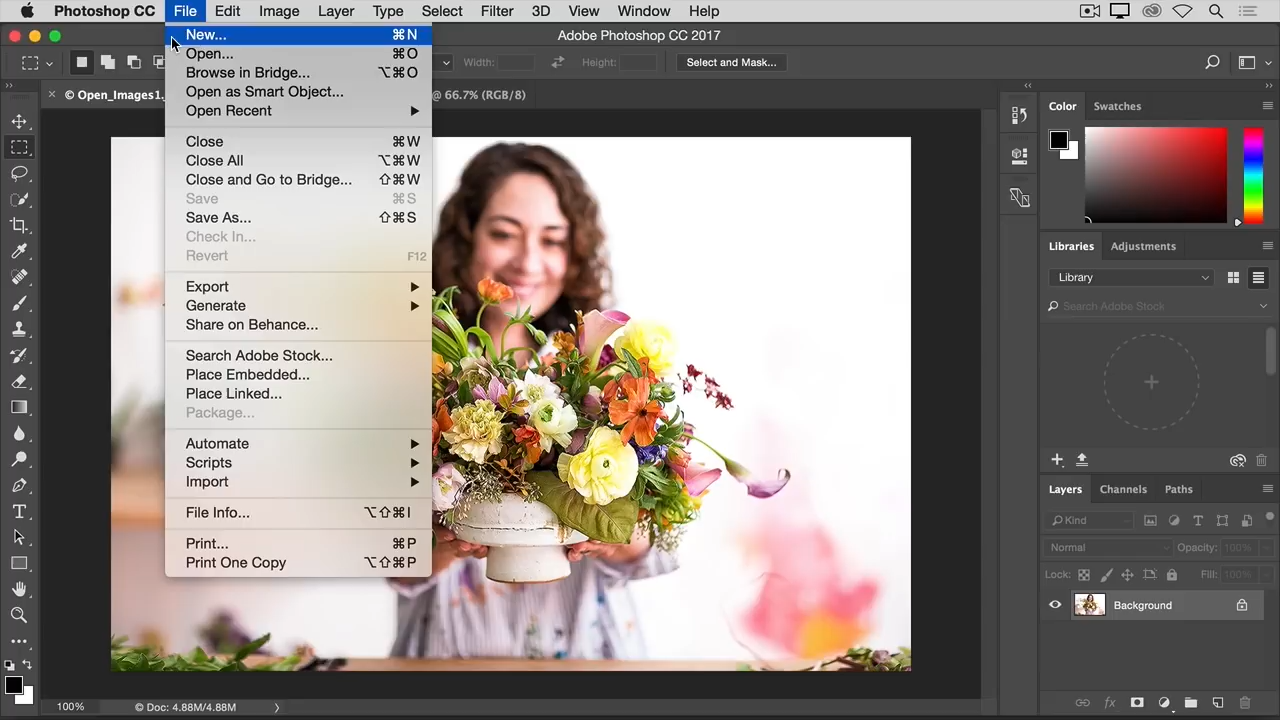 Photoshop CC File Edit Image Layer Type Select Filter 3D View Window Help
Adobe Photoshop CC 2017
Width: Height: Select and Mask...
© Open_Images1. @ 66.7% (RGB/8)
New... ⌘N
Open... ⌘O
Browse in Bridge... ⌥⌘O
Open as Smart Object...
Open Recent
Close ⌘W
Close All ⌥⌘W
Close and Go to Bridge... ⇧⌘W
Save ⌘S
Save As... ⇧⌘S
Check In...
Revert F12
Export
Generate
Share on Behance...
Search Adobe Stock...
Place Embedded...
Place Linked...
Package...
Automate
Scripts
Import
File Info... ⌥⇧⌘I
Print... ⌘P
Print One Copy ⌥⇧⌘P
Color Swatches
Libraries Adjustments
Library
Search Adobe Stock
Layers Channels Paths
Kind
Normal Opacity: 100%
Lock: Fill: 100%
Background
100% © Doc: 4.88M/4.88M